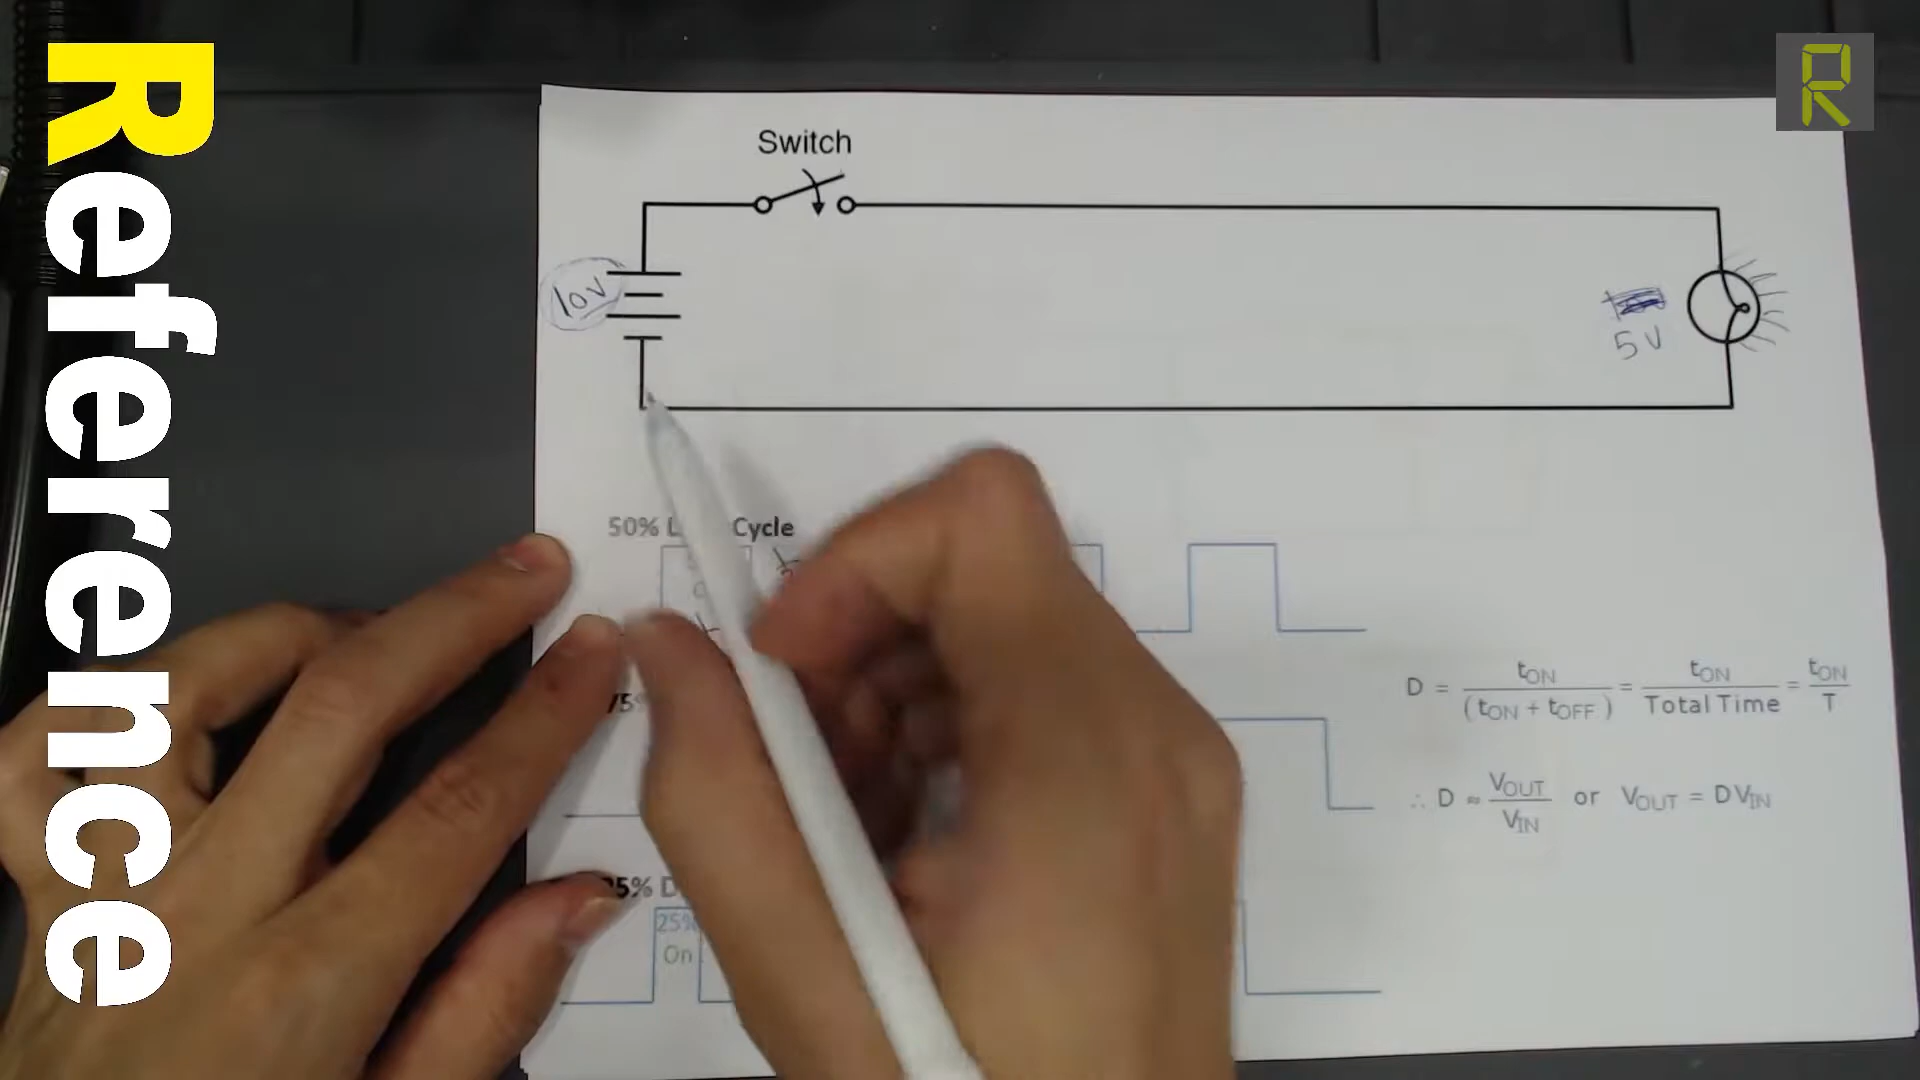 Reference
R
Switch
10V
5V
50% Cycle
D = tON / (tON + tOFF) = tON / Total Time = tON / T
∴ D ≈ VOUT / VIN or VOUT = DVIN
25%
On